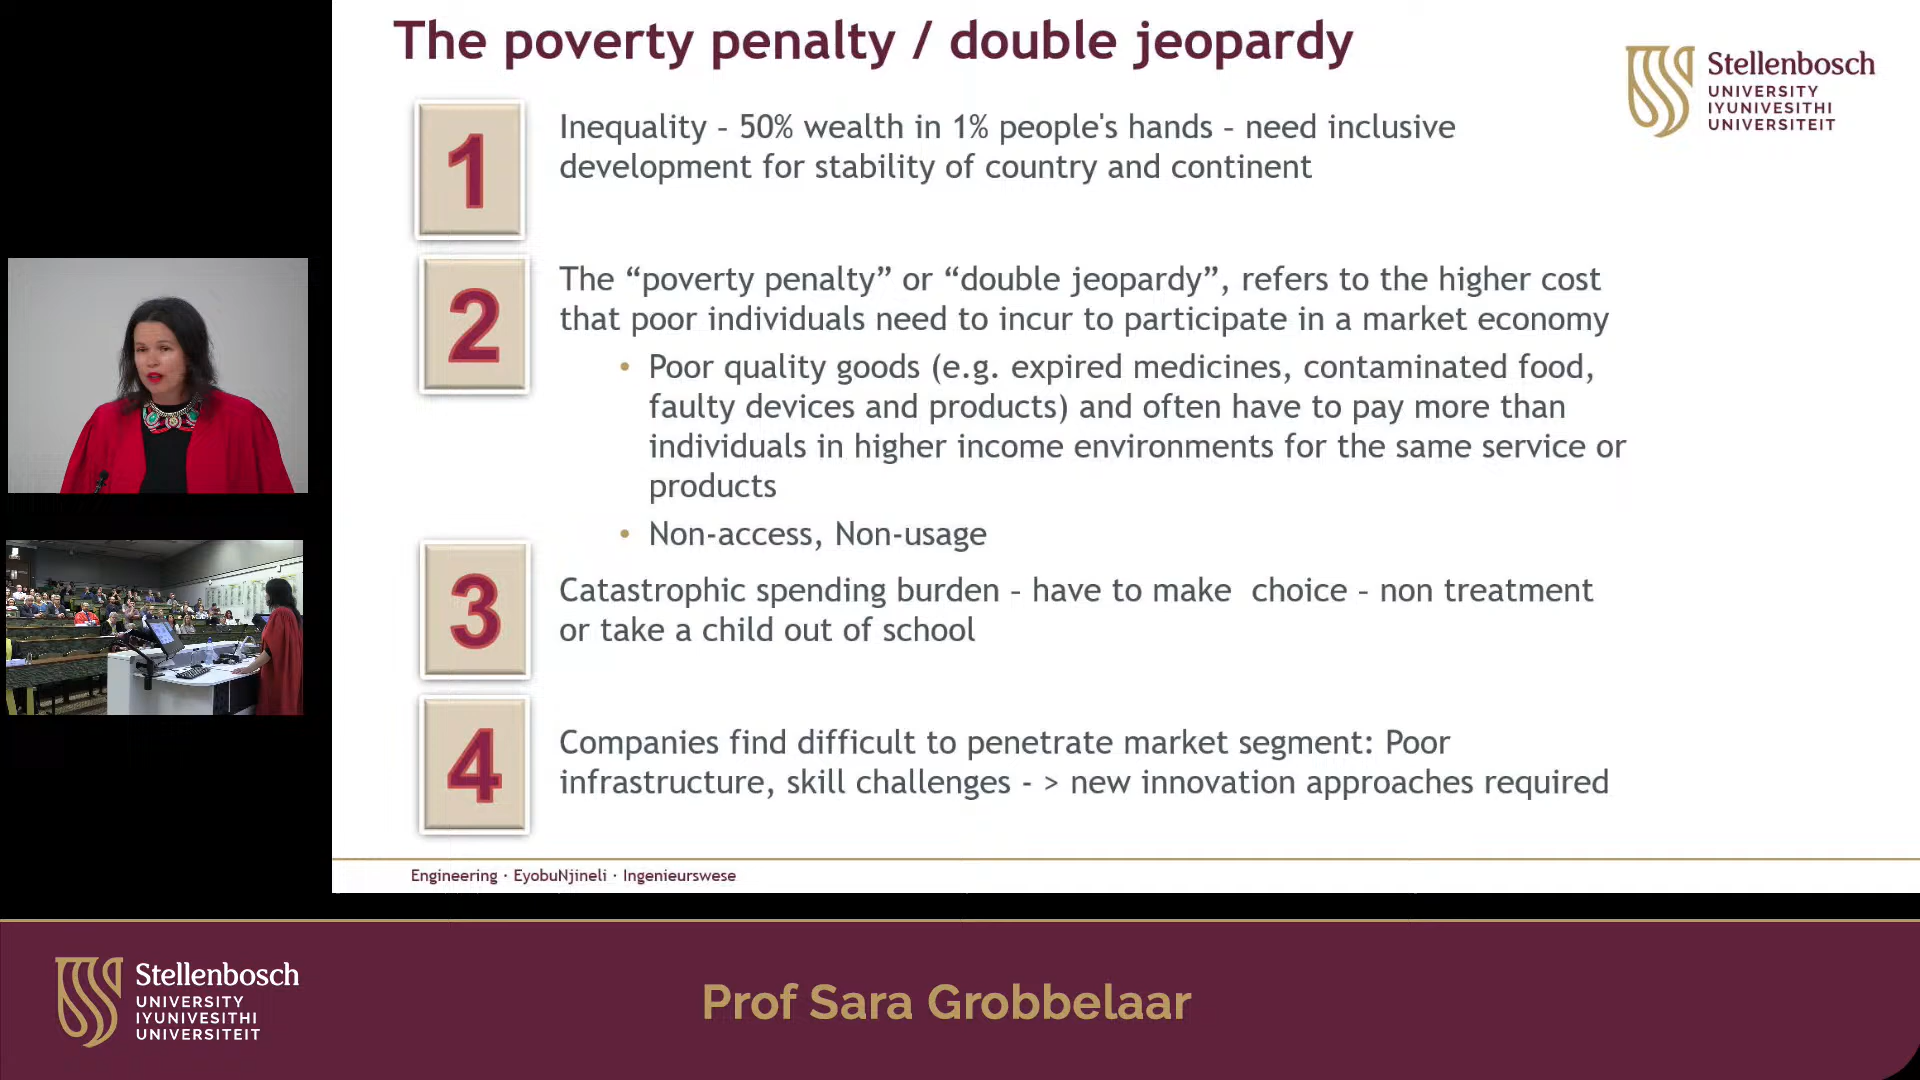 The poverty penalty / double jeopardy
Stellenbosch
UNIVERSITY
IYUNIVESITHI
UNIVERSITEIT
1
Inequality – 50% wealth in 1% people's hands – need inclusive
development for stability of country and continent
2
The “poverty penalty” or “double jeopardy”, refers to the higher cost
that poor individuals need to incur to participate in a market economy
• Poor quality goods (e.g. expired medicines, contaminated food,
faulty devices and products) and often have to pay more than
individuals in higher income environments for the same service or
products
• Non-access, Non-usage
3
Catastrophic spending burden – have to make  choice – non treatment
or take a child out of school
4
Companies find difficult to penetrate market segment: Poor
infrastructure, skill challenges - > new innovation approaches required
Engineering · EyobuNjineli · Ingenieurswese
Stellenbosch
UNIVERSITY
IYUNIVESITHI
UNIVERSITEIT
Prof Sara Grobbelaar